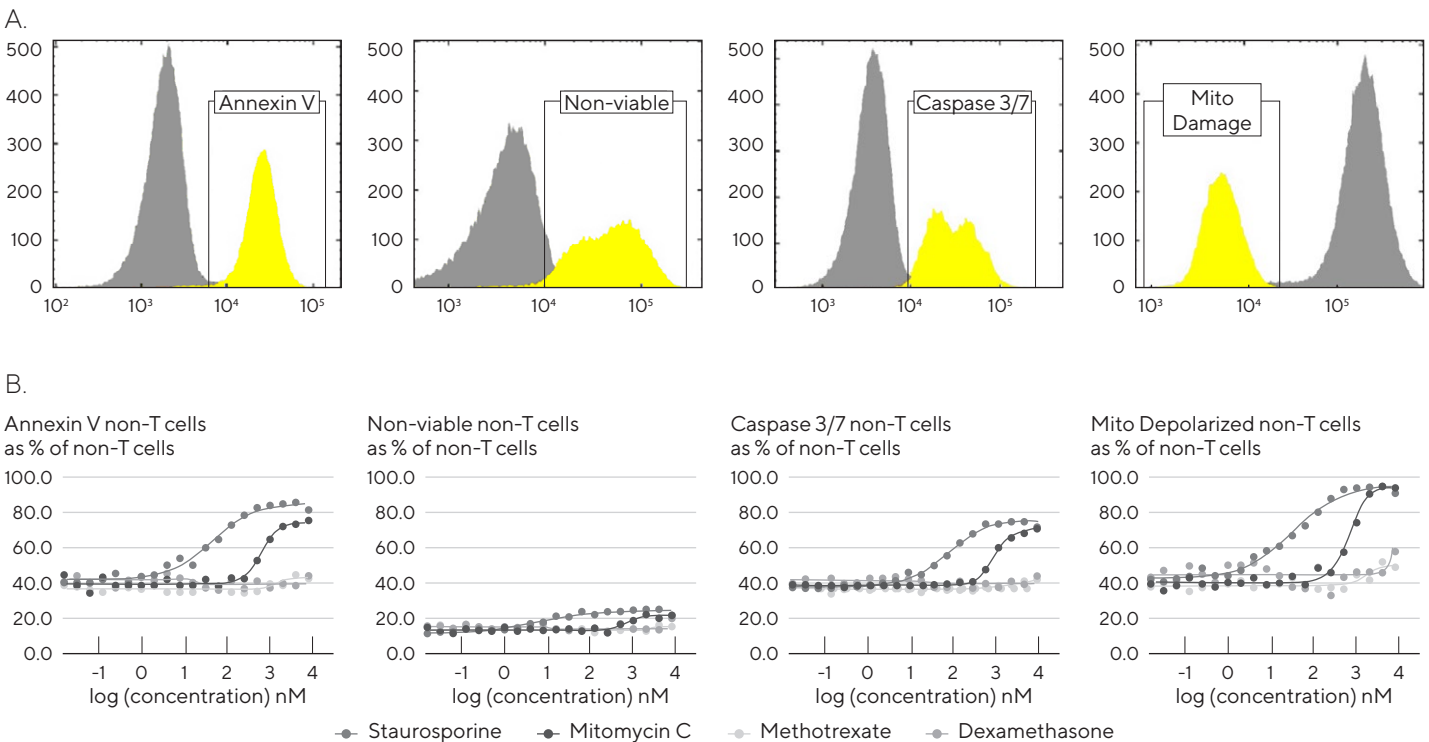 A.
500
400
300
200
100
0
10² 10³ 10⁴ 10⁵
Annexin V
500
400
300
200
100
0
10³ 10⁴ 10⁵
Non-viable
500
400
300
200
100
0
10³ 10⁴ 10⁵
Caspase 3/7
500
400
300
200
100
0
10³ 10⁴ 10⁵
Mito
Damage
B.
Annexin V non-T cells
as % of non-T cells
100.0
80.0
60.0
40.0
20.0
0.0
-1 0 1 2 3 4
log (concentration) nM
Non-viable non-T cells
as % of non-T cells
100.0
80.0
60.0
40.0
20.0
0.0
-1 0 1 2 3 4
log (concentration) nM
Caspase 3/7 non-T cells
as % of non-T cells
100.0
80.0
60.0
40.0
20.0
0.0
-1 0 1 2 3 4
log (concentration) nM
Mito Depolarized non-T cells
as % of non-T cells
100.0
80.0
60.0
40.0
20.0
0.0
-1 0 1 2 3 4
log (concentration) nM
Staurosporine Mitomycin C Methotrexate Dexamethasone